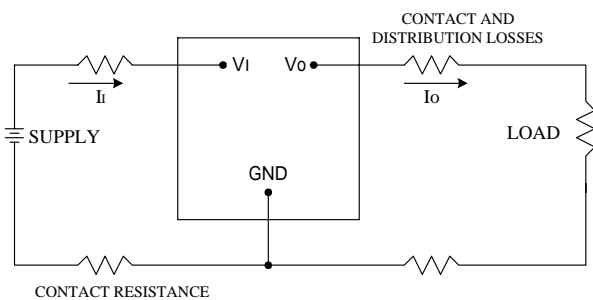 CONTACT AND
DISTRIBUTION LOSSES
VI
VO
II
IO
SUPPLY
LOAD
GND
CONTACT RESISTANCE